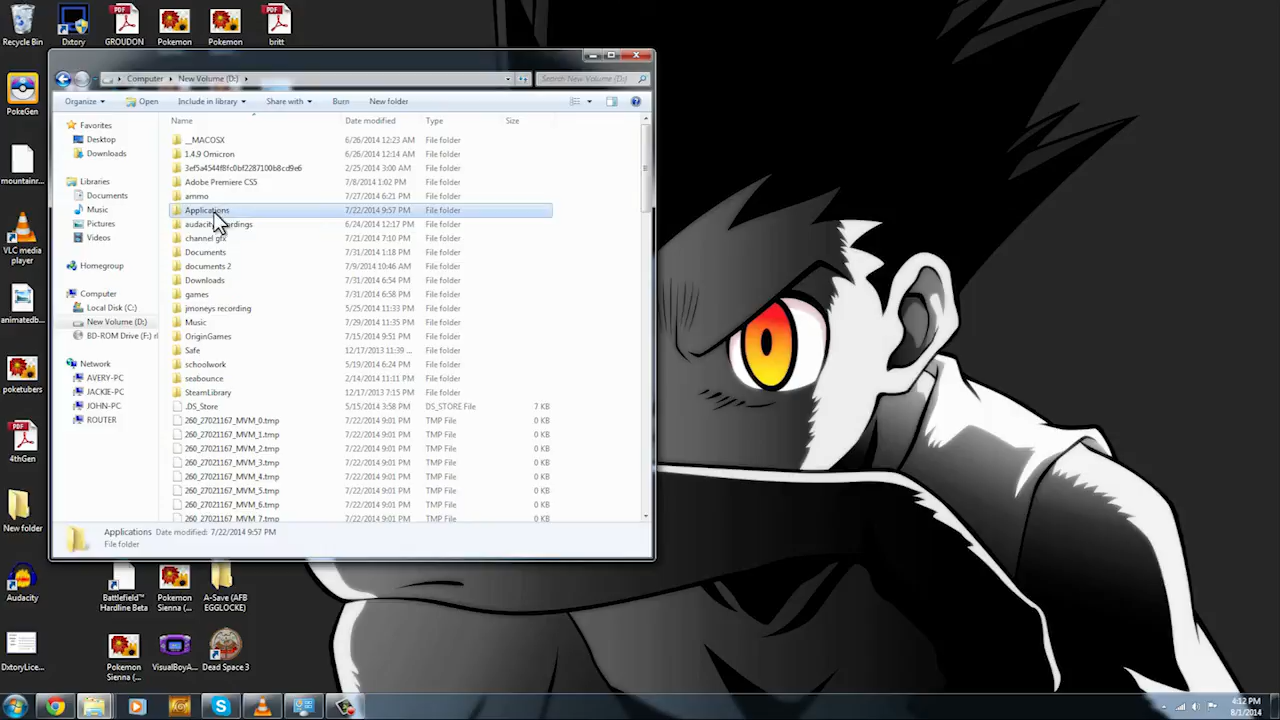 Recycle Bin
Dxtory
GROUDON
Pokemon
Pokemon
britt
PokeGen
mountainr...
VLC media
player
animatedb...
poketubers
4thGen
New folder
Audacity
DxtoryLice...
Computer
New Volume (D:)
Search New Volume (D:)
Organize
Open
Include in library
Share with
Burn
New folder
Favorites
Desktop
Downloads
Libraries
Documents
Music
Pictures
Videos
Homegroup
Computer
Local Disk (C:)
New Volume (D:)
BD-ROM Drive (F:) rl
Network
AVERY-PC
JACKIE-PC
JOHN-PC
ROUTER
Name Date modified Type Size
__MACOSX 6/26/2014 12:23 AM File folder
1.4.9 Omicron 6/26/2014 12:14 AM File folder
2/25/2014 3:00 AM File folder
Adobe Premiere CS5 7/8/2014 1:02 PM File folder
ammo 7/27/2014 6:21 PM File folder
Applications 7/22/2014 9:57 PM File folder
6/24/2014 12:17 PM File folder
channel gfx 7/21/2014 7:10 PM File folder
Documents 7/31/2014 1:18 PM File folder
documents 2 7/9/2014 10:46 AM File folder
Downloads 7/31/2014 6:54 PM File folder
games 7/31/2014 6:58 PM File folder
jmoneys recording 5/25/2014 11:33 PM File folder
Music 7/29/2014 11:35 PM File folder
OriginGames 7/15/2014 9:51 PM File folder
Safe 12/17/2013 11:39 ... File folder
schoolwork 5/19/2014 6:24 PM File folder
seabounce 2/14/2014 11:11 PM File folder
SteamLibrary 12/17/2013 7:15 PM File folder
.DS_Store 5/15/2014 3:58 PM DS_STORE File 7 KB
260_27021167_MVM_0.tmp 7/22/2014 9:01 PM TMP File 0 KB
260_27021167_MVM_1.tmp 7/22/2014 9:01 PM TMP File 0 KB
260_27021167_MVM_2.tmp 7/22/2014 9:01 PM TMP File 0 KB
260_27021167_MVM_3.tmp 7/22/2014 9:01 PM TMP File 0 KB
260_27021167_MVM_4.tmp 7/22/2014 9:01 PM TMP File 0 KB
260_27021167_MVM_5.tmp 7/22/2014 9:01 PM TMP File 0 KB
260_27021167_MVM_6.tmp 7/22/2014 9:01 PM TMP File 0 KB
260_27021167_MVM_7.tmp 7/22/2014 9:01 PM TMP File 0 KB
Applications Date modified: 7/22/2014 9:57 PM
File folder
Battlefield™
Hardline Beta
Pokemon
Sienna (...
A-Save (AFB
EGGLOCKE)
Pokemon
Sienna (...
VisualBoyA...
Dead Space 3
4:12 PM
8/1/2014